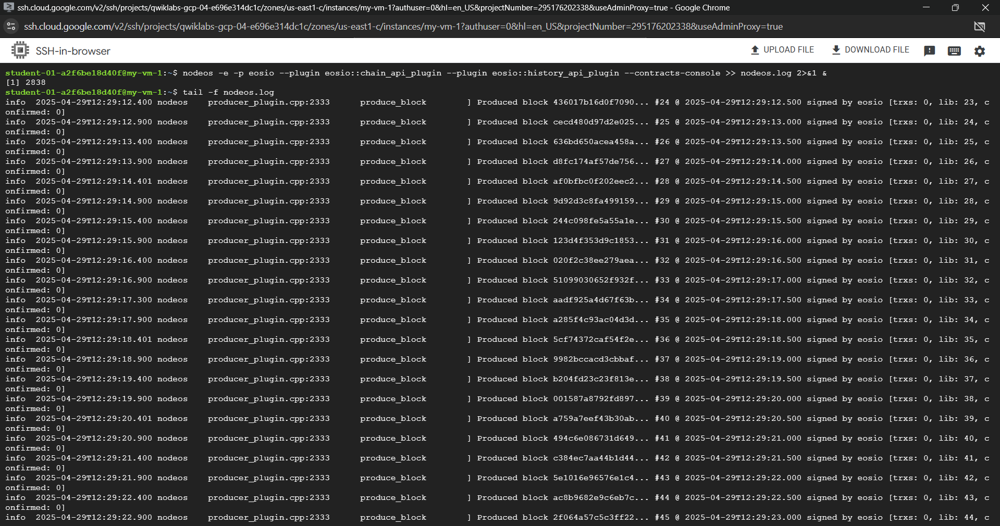 ssh.cloud.google.com/v2/ssh/projects/qwiklabs-gcp-04-e696e314dc1c/zones/us-east1-c/instances/my-vm-1?authuser=0&hl=en_US&projectNumber=295176202338&useAdminProxy=true - Google Chrome
ssh.cloud.google.com/v2/ssh/projects/qwiklabs-gcp-04-e696e314dc1c/zones/us-east1-c/instances/my-vm-1?authuser=0&hl=en_US&projectNumber=295176202338&useAdminProxy=true
SSH-in-browser UPLOAD FILE DOWNLOAD FILE
student-01-a2f6be18d40f@my-vm-1:~$ nodeos -e -p eosio --plugin eosio::chain_api_plugin --plugin eosio::history_api_plugin --contracts-console >> nodeos.log 2>&1 &
[1] 2838
student-01-a2f6be18d40f@my-vm-1:~$ tail -f nodeos.log
info  2025-04-29T12:29:12.400 nodeos    producer_plugin.cpp:2333      produce_block        ] Produced block 436017b16d0f7090... #24 @ 2025-04-29T12:29:12.500 signed by eosio [trxs: 0, lib: 23, c
onfirmed: 0]
info  2025-04-29T12:29:12.900 nodeos    producer_plugin.cpp:2333      produce_block        ] Produced block cecd480d97d2e025... #25 @ 2025-04-29T12:29:13.000 signed by eosio [trxs: 0, lib: 24, c
onfirmed: 0]
info  2025-04-29T12:29:13.400 nodeos    producer_plugin.cpp:2333      produce_block        ] Produced block 636bd650acea458a... #26 @ 2025-04-29T12:29:13.500 signed by eosio [trxs: 0, lib: 25, c
onfirmed: 0]
info  2025-04-29T12:29:13.900 nodeos    producer_plugin.cpp:2333      produce_block        ] Produced block d8fc174af57de756... #27 @ 2025-04-29T12:29:14.000 signed by eosio [trxs: 0, lib: 26, c
onfirmed: 0]
info  2025-04-29T12:29:14.401 nodeos    producer_plugin.cpp:2333      produce_block        ] Produced block af0bfbc0f202eec2... #28 @ 2025-04-29T12:29:14.500 signed by eosio [trxs: 0, lib: 27, c
onfirmed: 0]
info  2025-04-29T12:29:14.900 nodeos    producer_plugin.cpp:2333      produce_block        ] Produced block 9d92d3c8fa499159... #29 @ 2025-04-29T12:29:15.000 signed by eosio [trxs: 0, lib: 28, c
onfirmed: 0]
info  2025-04-29T12:29:15.400 nodeos    producer_plugin.cpp:2333      produce_block        ] Produced block 244c098fe5a55a1e... #30 @ 2025-04-29T12:29:15.500 signed by eosio [trxs: 0, lib: 29, c
onfirmed: 0]
info  2025-04-29T12:29:15.900 nodeos    producer_plugin.cpp:2333      produce_block        ] Produced block 123d4f353d9c1853... #31 @ 2025-04-29T12:29:16.000 signed by eosio [trxs: 0, lib: 30, c
onfirmed: 0]
info  2025-04-29T12:29:16.400 nodeos    producer_plugin.cpp:2333      produce_block        ] Produced block 020f2c38ee279aea... #32 @ 2025-04-29T12:29:16.500 signed by eosio [trxs: 0, lib: 31, c
onfirmed: 0]
info  2025-04-29T12:29:16.900 nodeos    producer_plugin.cpp:2333      produce_block        ] Produced block 51099030652f932f... #33 @ 2025-04-29T12:29:17.000 signed by eosio [trxs: 0, lib: 32, c
onfirmed: 0]
info  2025-04-29T12:29:17.300 nodeos    producer_plugin.cpp:2333      produce_block        ] Produced block aadf925a4d67f63b... #34 @ 2025-04-29T12:29:17.500 signed by eosio [trxs: 0, lib: 33, c
onfirmed: 0]
info  2025-04-29T12:29:17.900 nodeos    producer_plugin.cpp:2333      produce_block        ] Produced block a285f4c93ac04d3d... #35 @ 2025-04-29T12:29:18.000 signed by eosio [trxs: 0, lib: 34, c
onfirmed: 0]
info  2025-04-29T12:29:18.401 nodeos    producer_plugin.cpp:2333      produce_block        ] Produced block 5cf74372caf54f2e... #36 @ 2025-04-29T12:29:18.500 signed by eosio [trxs: 0, lib: 35, c
onfirmed: 0]
info  2025-04-29T12:29:18.900 nodeos    producer_plugin.cpp:2333      produce_block        ] Produced block 9982bccacd3cbbaf... #37 @ 2025-04-29T12:29:19.000 signed by eosio [trxs: 0, lib: 36, c
onfirmed: 0]
info  2025-04-29T12:29:19.400 nodeos    producer_plugin.cpp:2333      produce_block        ] Produced block b204fd23c23f813e... #38 @ 2025-04-29T12:29:19.500 signed by eosio [trxs: 0, lib: 37, c
onfirmed: 0]
info  2025-04-29T12:29:19.900 nodeos    producer_plugin.cpp:2333      produce_block        ] Produced block 001587a8792fd897... #39 @ 2025-04-29T12:29:20.000 signed by eosio [trxs: 0, lib: 38, c
onfirmed: 0]
info  2025-04-29T12:29:20.401 nodeos    producer_plugin.cpp:2333      produce_block        ] Produced block a759a7eef43b30ab... #40 @ 2025-04-29T12:29:20.500 signed by eosio [trxs: 0, lib: 39, c
onfirmed: 0]
info  2025-04-29T12:29:20.900 nodeos    producer_plugin.cpp:2333      produce_block        ] Produced block 494c6e086731d649... #41 @ 2025-04-29T12:29:21.000 signed by eosio [trxs: 0, lib: 40, c
onfirmed: 0]
info  2025-04-29T12:29:21.400 nodeos    producer_plugin.cpp:2333      produce_block        ] Produced block c384ec7aa44b1d44... #42 @ 2025-04-29T12:29:21.500 signed by eosio [trxs: 0, lib: 41, c
onfirmed: 0]
info  2025-04-29T12:29:21.900 nodeos    producer_plugin.cpp:2333      produce_block        ] Produced block 5e1016e96576e1c4... #43 @ 2025-04-29T12:29:22.000 signed by eosio [trxs: 0, lib: 42, c
onfirmed: 0]
info  2025-04-29T12:29:22.400 nodeos    producer_plugin.cpp:2333      produce_block        ] Produced block ac8b9682e9c6eb7c... #44 @ 2025-04-29T12:29:22.500 signed by eosio [trxs: 0, lib: 43, c
onfirmed: 0]
info  2025-04-29T12:29:22.900 nodeos    producer_plugin.cpp:2333      produce_block        ] Produced block 2f064a57c5c3ff22... #45 @ 2025-04-29T12:29:23.000 signed by eosio [trxs: 0, lib: 44, c